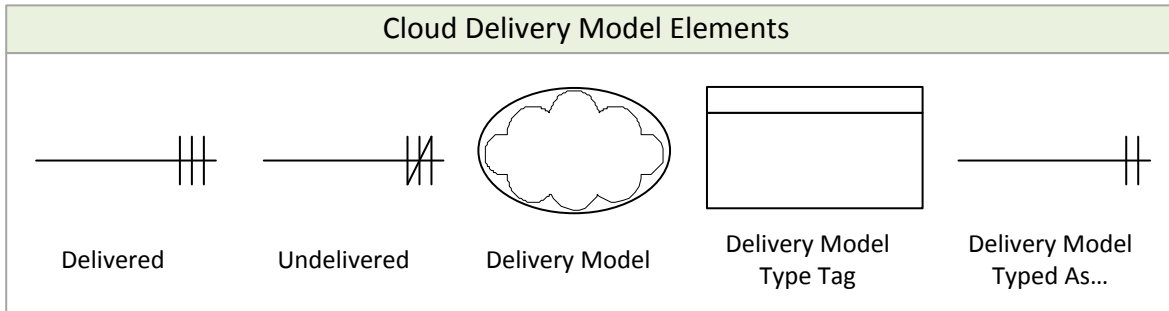 Cloud Delivery Model Elements
Delivered
Undelivered
Delivery Model
Delivery Model
Type Tag
Delivery Model
Typed As…